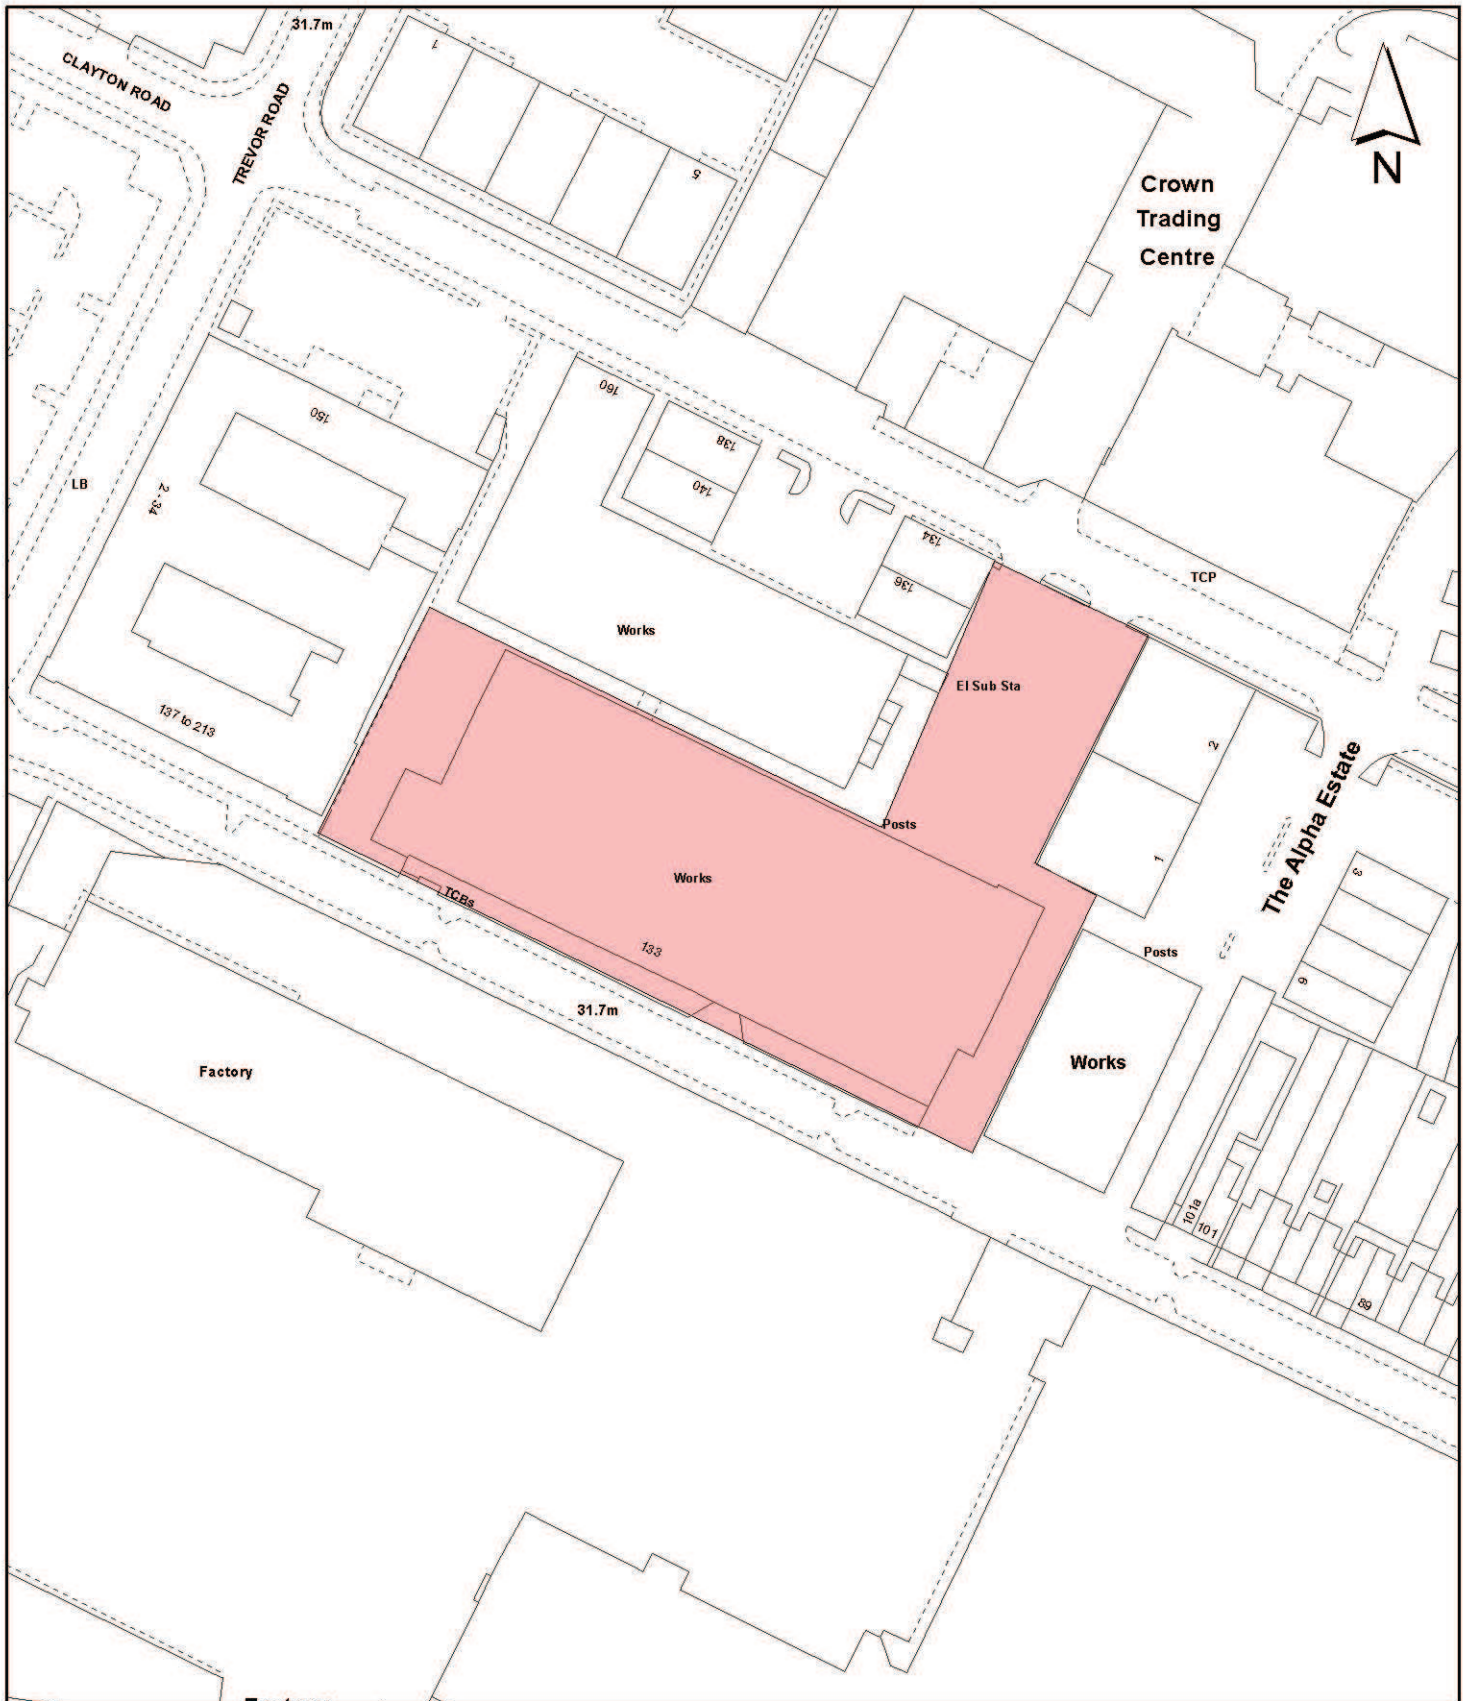 31.7m
CLAYTON ROAD
TREVOR ROAD
1
5
N
Crown
Trading
Centre
160
150
138
140
LB
2 - 34
134
136
TCP
Works
El Sub Sta
137 to 213
2
1
The Alpha Estate
Posts
Works
TCBs
133
3
Posts
9
31.7m
Works
Factory
101a
101
89